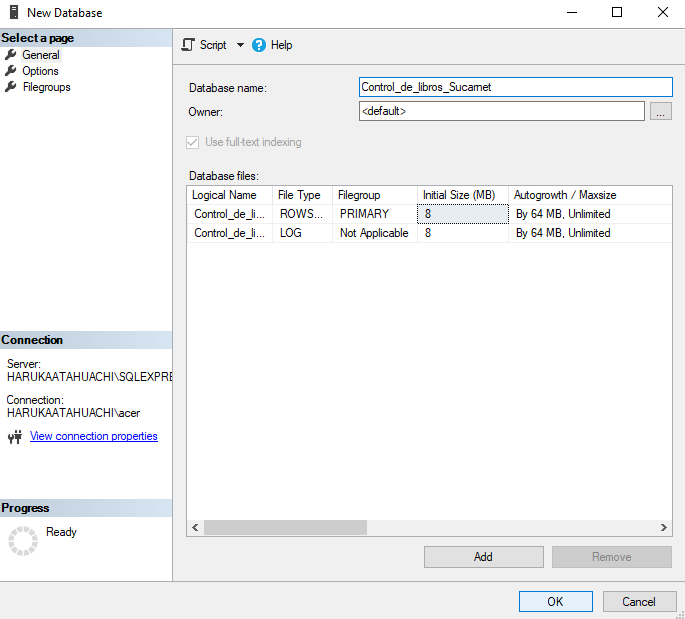 New Database
Select a page
General
Options
Filegroups
Script
Help
Database name:
Control_de_libros_Sucarnet
Owner:
<default>
...
Use full-text indexing
Database files:
Logical Name File Type Filegroup Initial Size (MB) Autogrowth / Maxsize
Control_de_li... ROWS... PRIMARY 8 By 64 MB, Unlimited
Control_de_li... LOG Not Applicable 8 By 64 MB, Unlimited
Connection
Server:
HARUKAATAHUACHI\SQLEXPRE
Connection:
HARUKAATAHUACHI\acer
View connection properties
Progress
Ready
Add
Remove
OK
Cancel